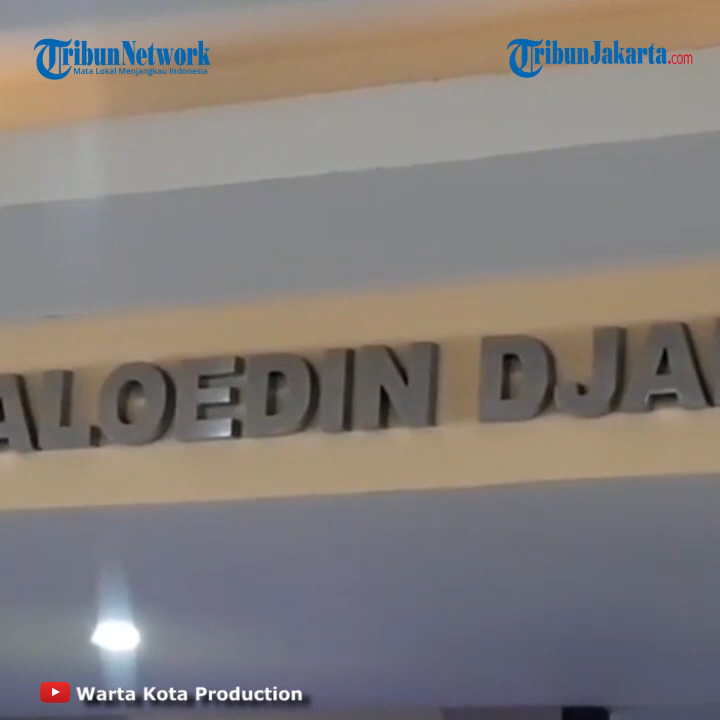 TribunNetwork
Mata Lokal Menjangkau Indonesia
TribunJakarta.com
ALOEDIN DJA
Warta Kota Production